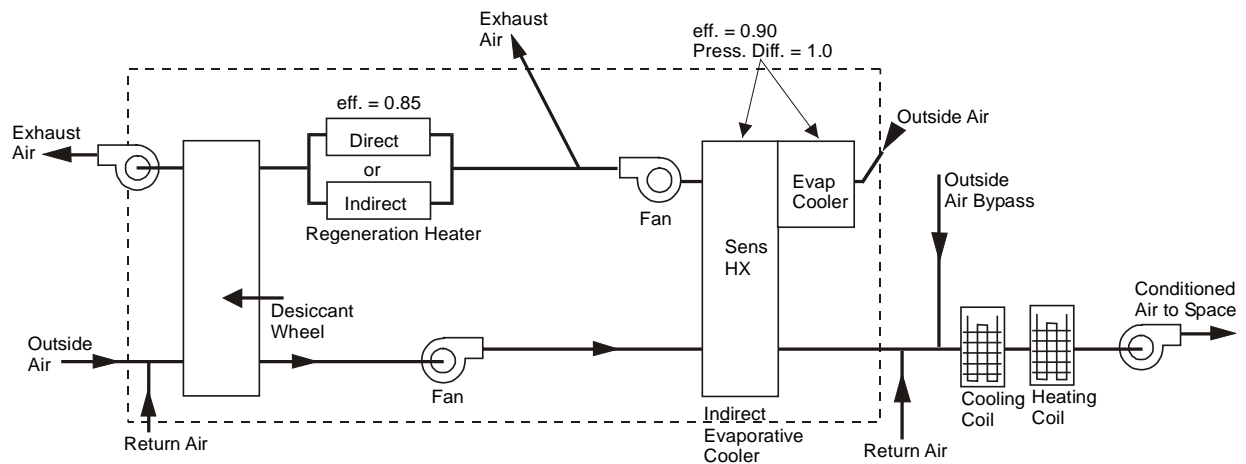 Exhaust
Air
eff. = 0.90
Press. Diff. = 1.0
eff. = 0.85
Outside Air
Exhaust
Air
Direct
or
Indirect
Regeneration Heater
Evap
Cooler
Fan
Outside
Air Bypass
Sens
HX
Desiccant
Wheel
Conditioned
Air to Space
Outside
Air
Fan
Return Air
Indirect
Evaporative
Cooler
Return Air
Cooling
Coil
Heating
Coil